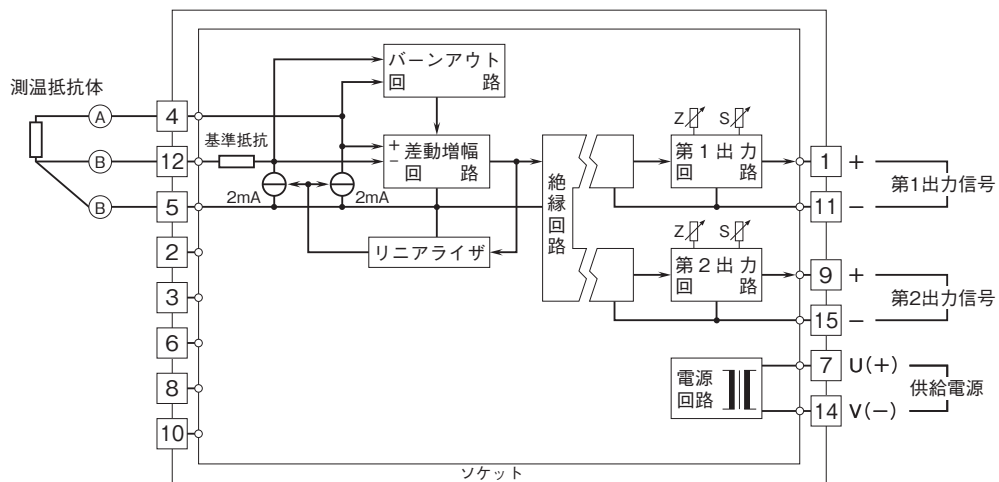 測温抵抗体
A
B
B
4
12
5
2
3
6
8
10
基準抵抗
2mA
2mA
バーンアウト
回路
+
−
差動増幅
回路
リニアライザ
絶縁回路
Z
S
第1出力
回路
Z
S
第2出力
回路
電源
回路
1
+
11
−
第1出力信号
9
+
15
−
第2出力信号
7
U(+)
14
V(−)
供給電源
ソケット